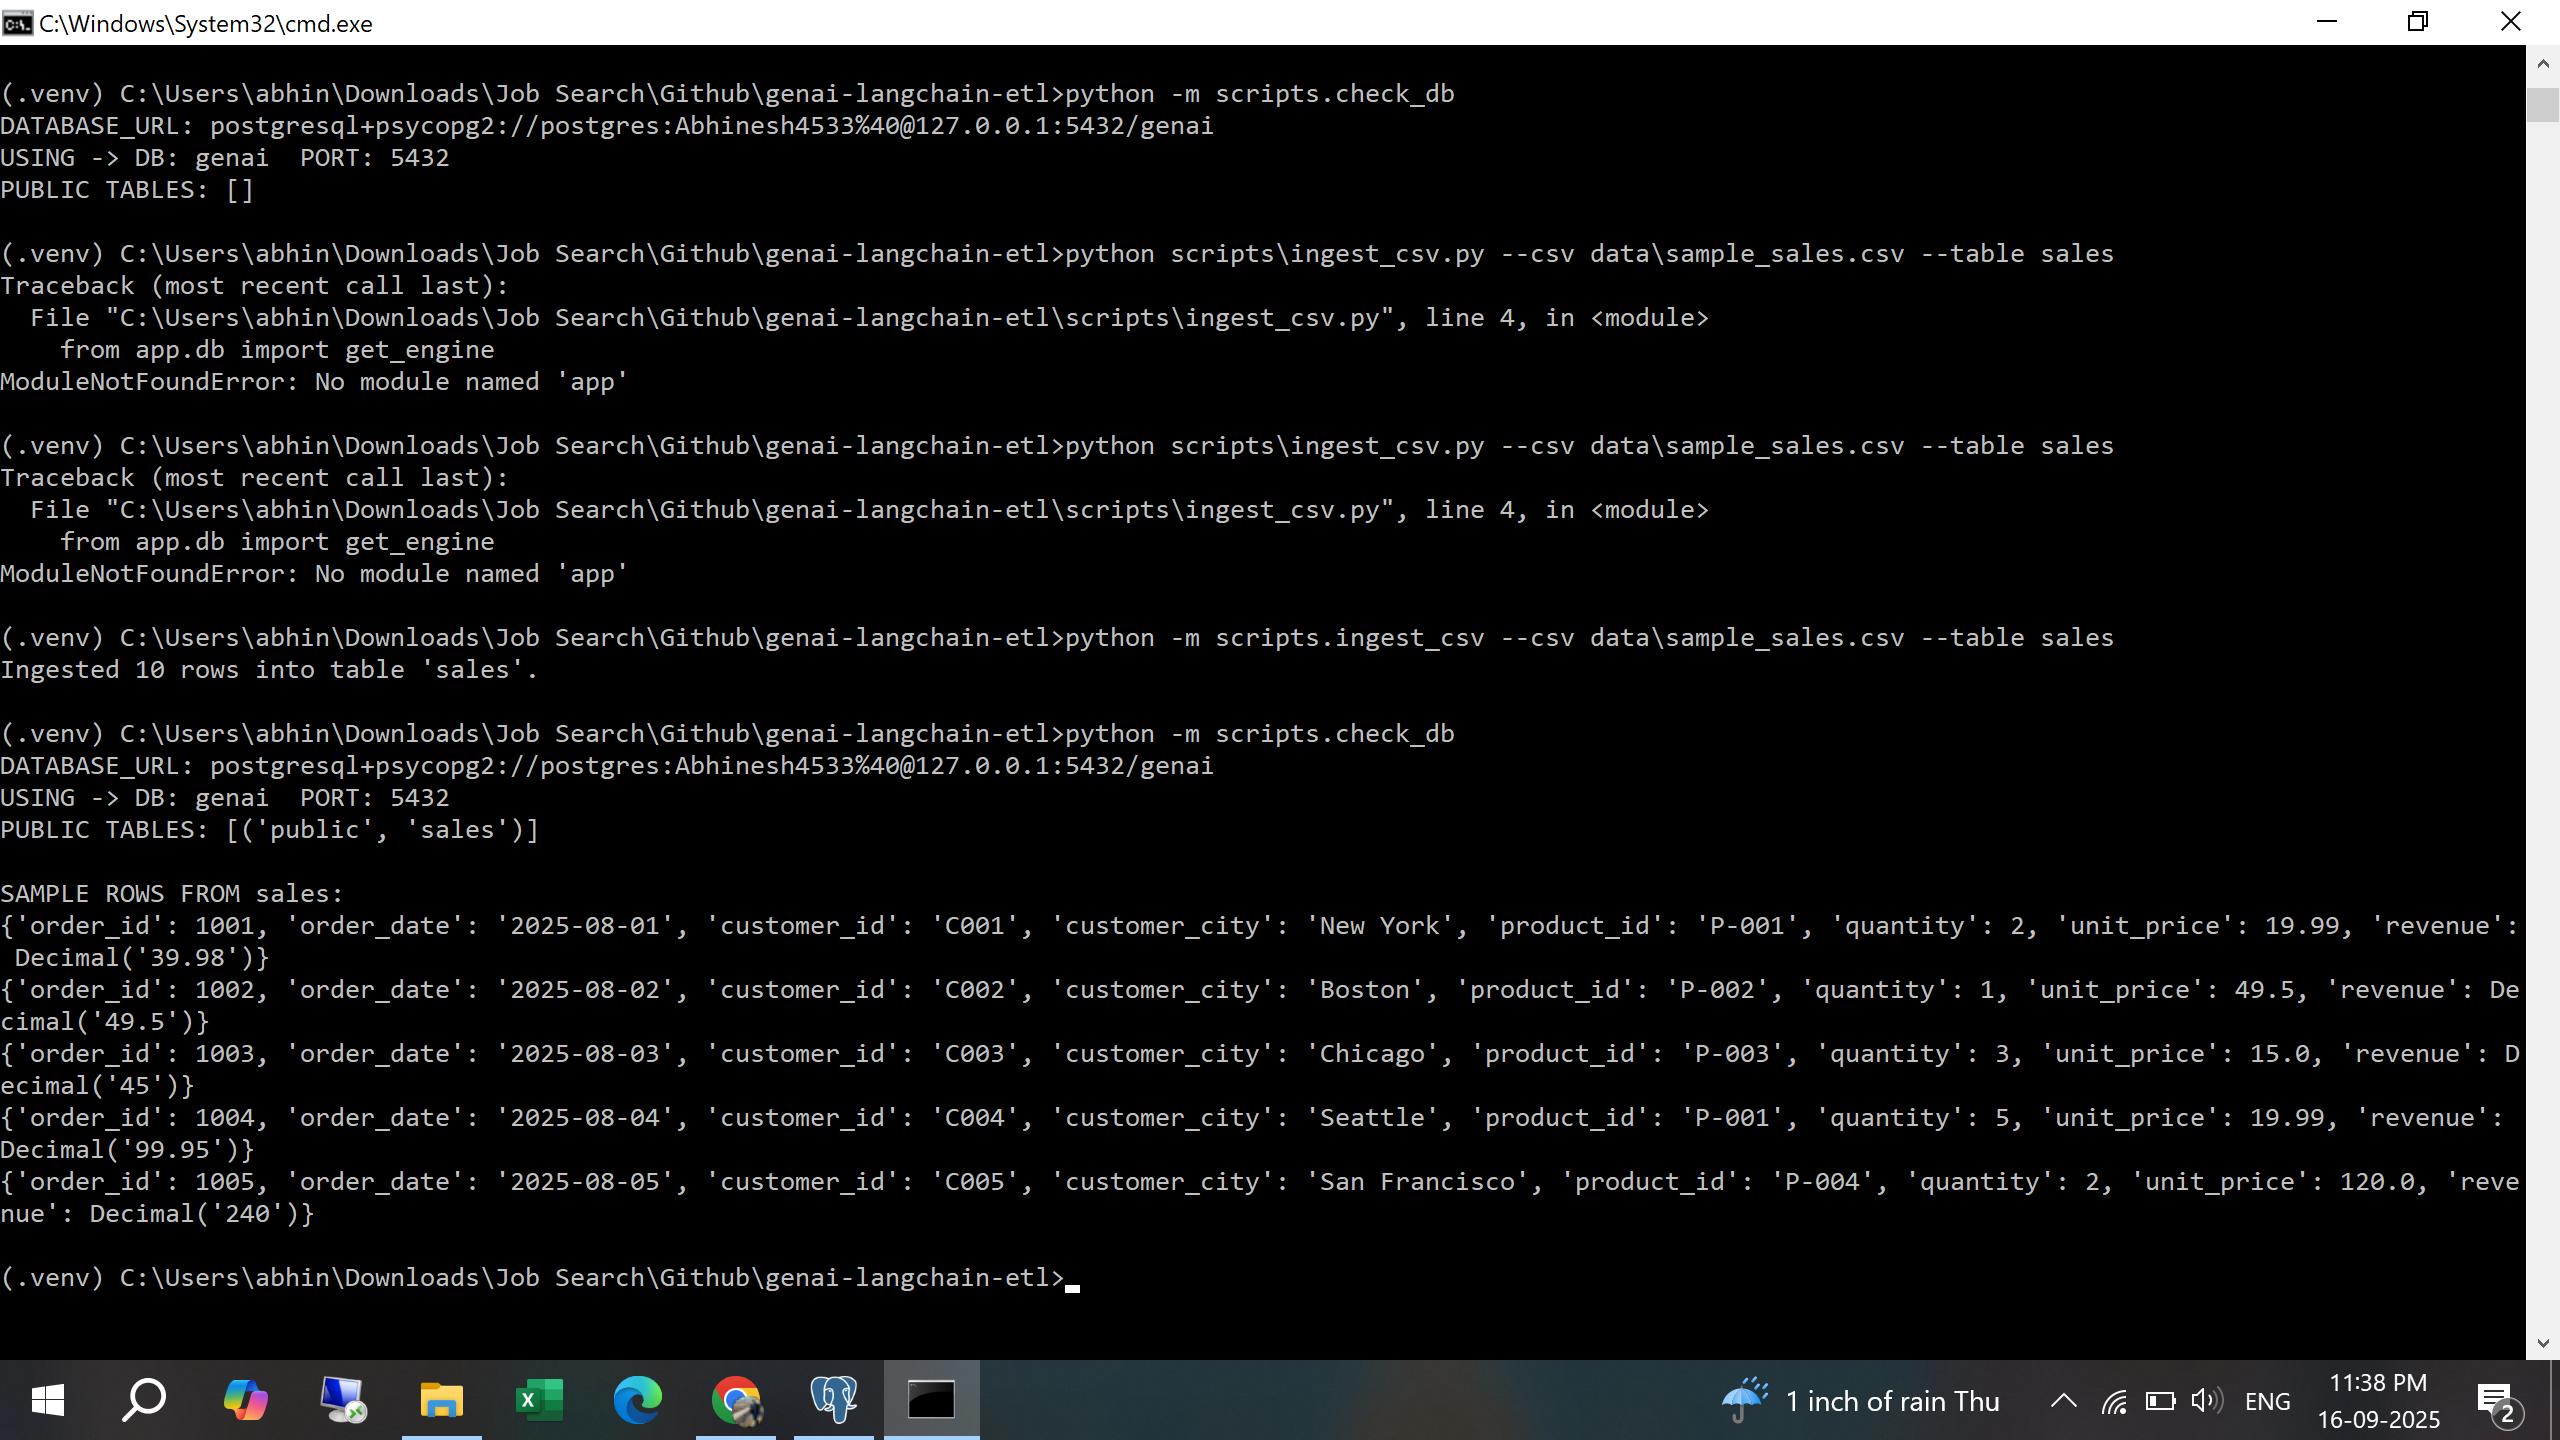 C:\Windows\System32\cmd.exe
(.venv) C:\Users\abhin\Downloads\Job Search\Github\genai-langchain-etl>python -m scripts.check_db
DATABASE_URL: postgresql+psycopg2://postgres:Abhinesh4533%40@127.0.0.1:5432/genai
USING -> DB: genai  PORT: 5432
PUBLIC TABLES: []
(.venv) C:\Users\abhin\Downloads\Job Search\Github\genai-langchain-etl>python scripts\ingest_csv.py --csv data\sample_sales.csv --table sales
Traceback (most recent call last):
  File "C:\Users\abhin\Downloads\Job Search\Github\genai-langchain-etl\scripts\ingest_csv.py", line 4, in <module>
    from app.db import get_engine
ModuleNotFoundError: No module named 'app'
(.venv) C:\Users\abhin\Downloads\Job Search\Github\genai-langchain-etl>python scripts\ingest_csv.py --csv data\sample_sales.csv --table sales
Traceback (most recent call last):
  File "C:\Users\abhin\Downloads\Job Search\Github\genai-langchain-etl\scripts\ingest_csv.py", line 4, in <module>
    from app.db import get_engine
ModuleNotFoundError: No module named 'app'
(.venv) C:\Users\abhin\Downloads\Job Search\Github\genai-langchain-etl>python -m scripts.ingest_csv --csv data\sample_sales.csv --table sales
Ingested 10 rows into table 'sales'.
(.venv) C:\Users\abhin\Downloads\Job Search\Github\genai-langchain-etl>python -m scripts.check_db
DATABASE_URL: postgresql+psycopg2://postgres:Abhinesh4533%40@127.0.0.1:5432/genai
USING -> DB: genai  PORT: 5432
PUBLIC TABLES: [('public', 'sales')]
SAMPLE ROWS FROM sales:
{'order_id': 1001, 'order_date': '2025-08-01', 'customer_id': 'C001', 'customer_city': 'New York', 'product_id': 'P-001', 'quantity': 2, 'unit_price': 19.99, 'revenue':
 Decimal('39.98')}
{'order_id': 1002, 'order_date': '2025-08-02', 'customer_id': 'C002', 'customer_city': 'Boston', 'product_id': 'P-002', 'quantity': 1, 'unit_price': 49.5, 'revenue': De
cimal('49.5')}
{'order_id': 1003, 'order_date': '2025-08-03', 'customer_id': 'C003', 'customer_city': 'Chicago', 'product_id': 'P-003', 'quantity': 3, 'unit_price': 15.0, 'revenue': D
ecimal('45')}
{'order_id': 1004, 'order_date': '2025-08-04', 'customer_id': 'C004', 'customer_city': 'Seattle', 'product_id': 'P-001', 'quantity': 5, 'unit_price': 19.99, 'revenue':
Decimal('99.95')}
{'order_id': 1005, 'order_date': '2025-08-05', 'customer_id': 'C005', 'customer_city': 'San Francisco', 'product_id': 'P-004', 'quantity': 2, 'unit_price': 120.0, 'reve
nue': Decimal('240')}
(.venv) C:\Users\abhin\Downloads\Job Search\Github\genai-langchain-etl>
1 inch of rain Thu
ENG
11:38 PM
16-09-2025
2